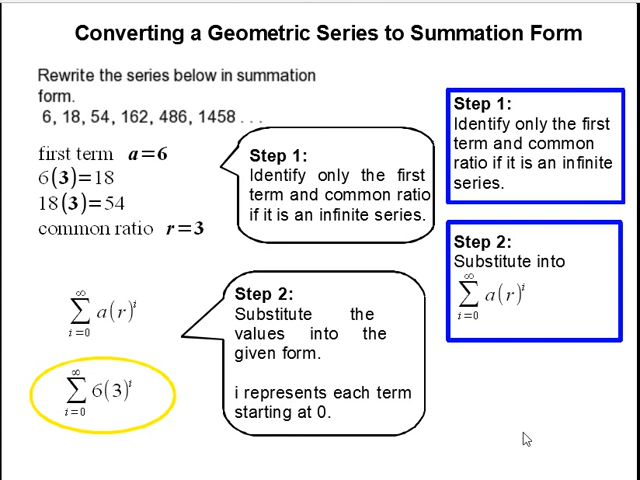 Converting a Geometric Series to Summation Form
Rewrite the series below in summation
form.
6, 18, 54, 162, 486, 1458 . . .
first term a=6
6(3)=18
18(3)=54
common ratio r=3
Step 1:
Identify only the first
term and common ratio
if it is an infinite series.
∞
∑ a(r)^i
i=0
Step 2:
Substitute the
values into the
given form.
i represents each term
starting at 0.
∞
∑ 6(3)^i
i=0
Step 1:
Identify only the first
term and common
ratio if it is an infinite
series.
Step 2:
Substitute into
∞
∑ a(r)^i
i=0